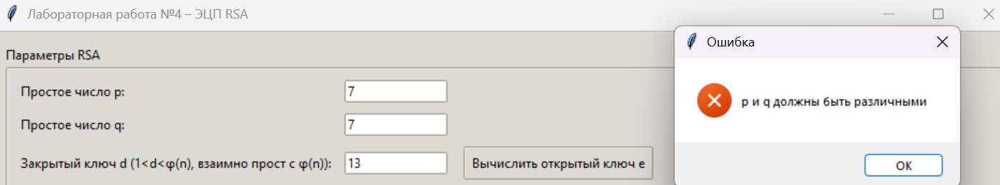 Лабораторная работа №4 – ЭЦП RSA
Параметры RSA
Простое число p:
7
Простое число q:
7
Закрытый ключ d (1<d<φ(n), взаимно прост с φ(n)):
13
Вычислить открытый ключ e
Ошибка
p и q должны быть различными
ОК